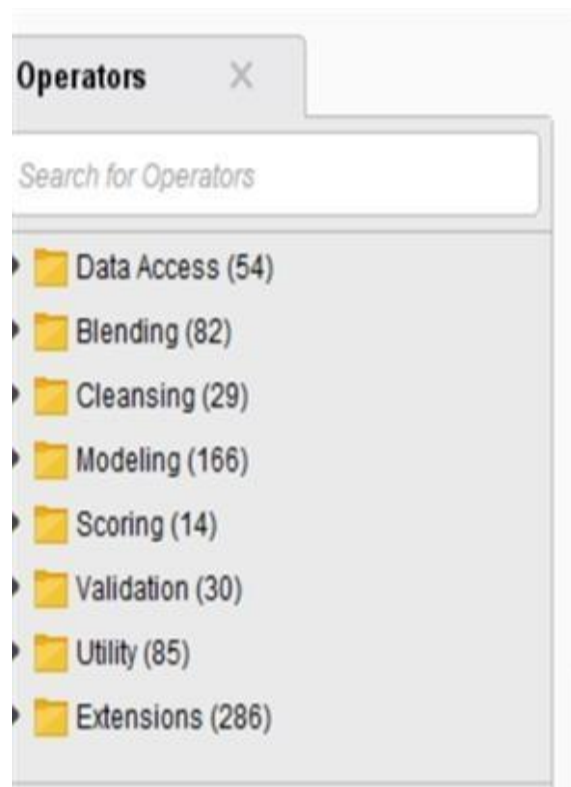 Operators
Search for Operators
Data Access (54)
Blending (82)
Cleansing (29)
Modeling (166)
Scoring (14)
Validation (30)
Utility (85)
Extensions (286)